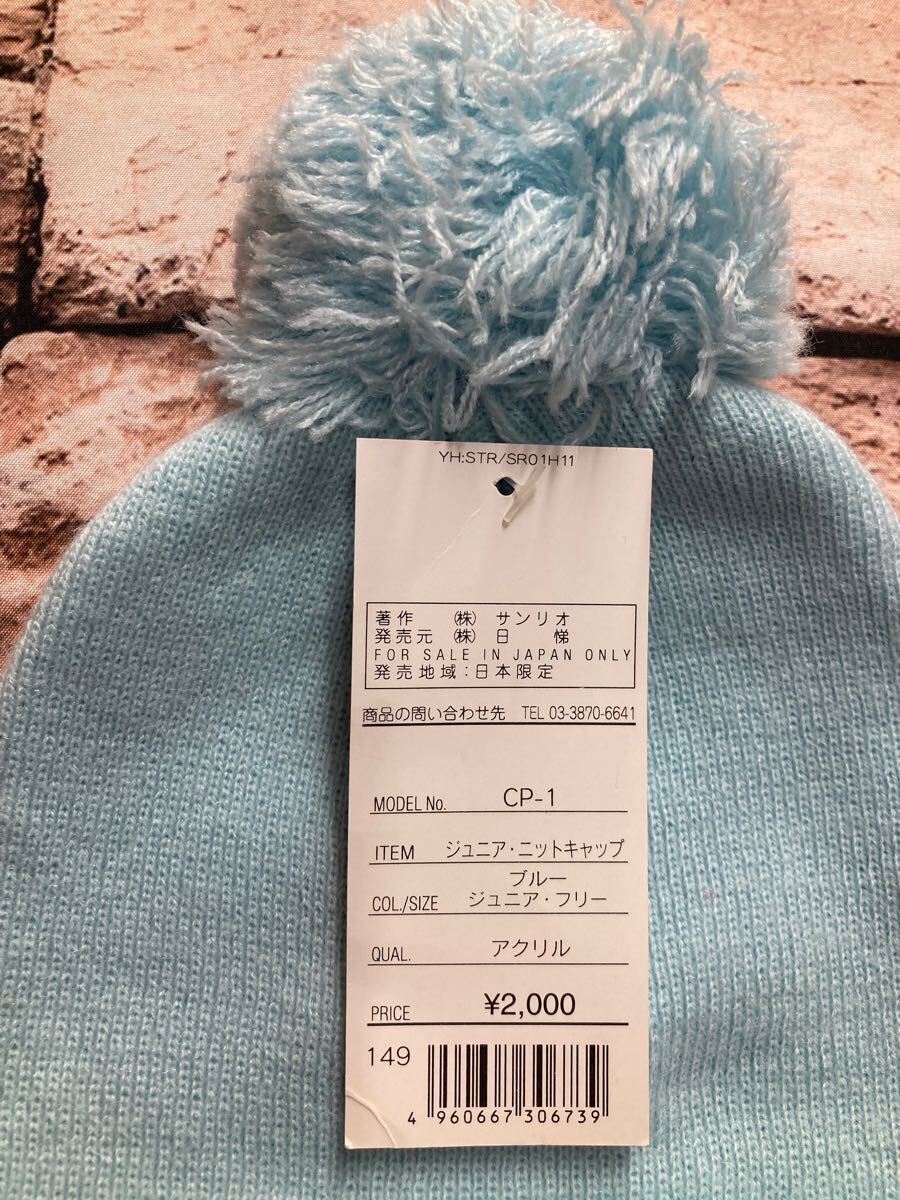 YH:STR/SR01H11
著作 ㈱ サンリオ
発売元 ㈱ 日 悌
FOR SALE IN JAPAN ONLY
発売地域:日本限定
商品の問い合わせ先 TEL 03-3870-6641
MODEL No. CP-1
ITEM ジュニア・ニットキャップ
ブルー
COL./SIZE ジュニア・フリー
QUAL. アクリル
PRICE ¥2,000
149
4 960667 306739